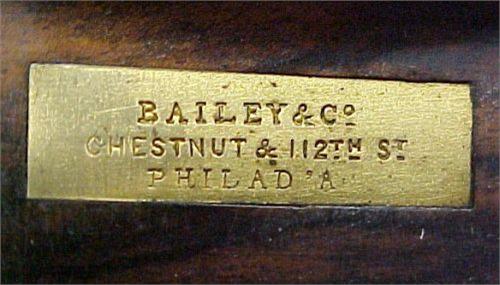 BAILEY & Co
CHESTNUT & 112TH ST
PHILAD'A